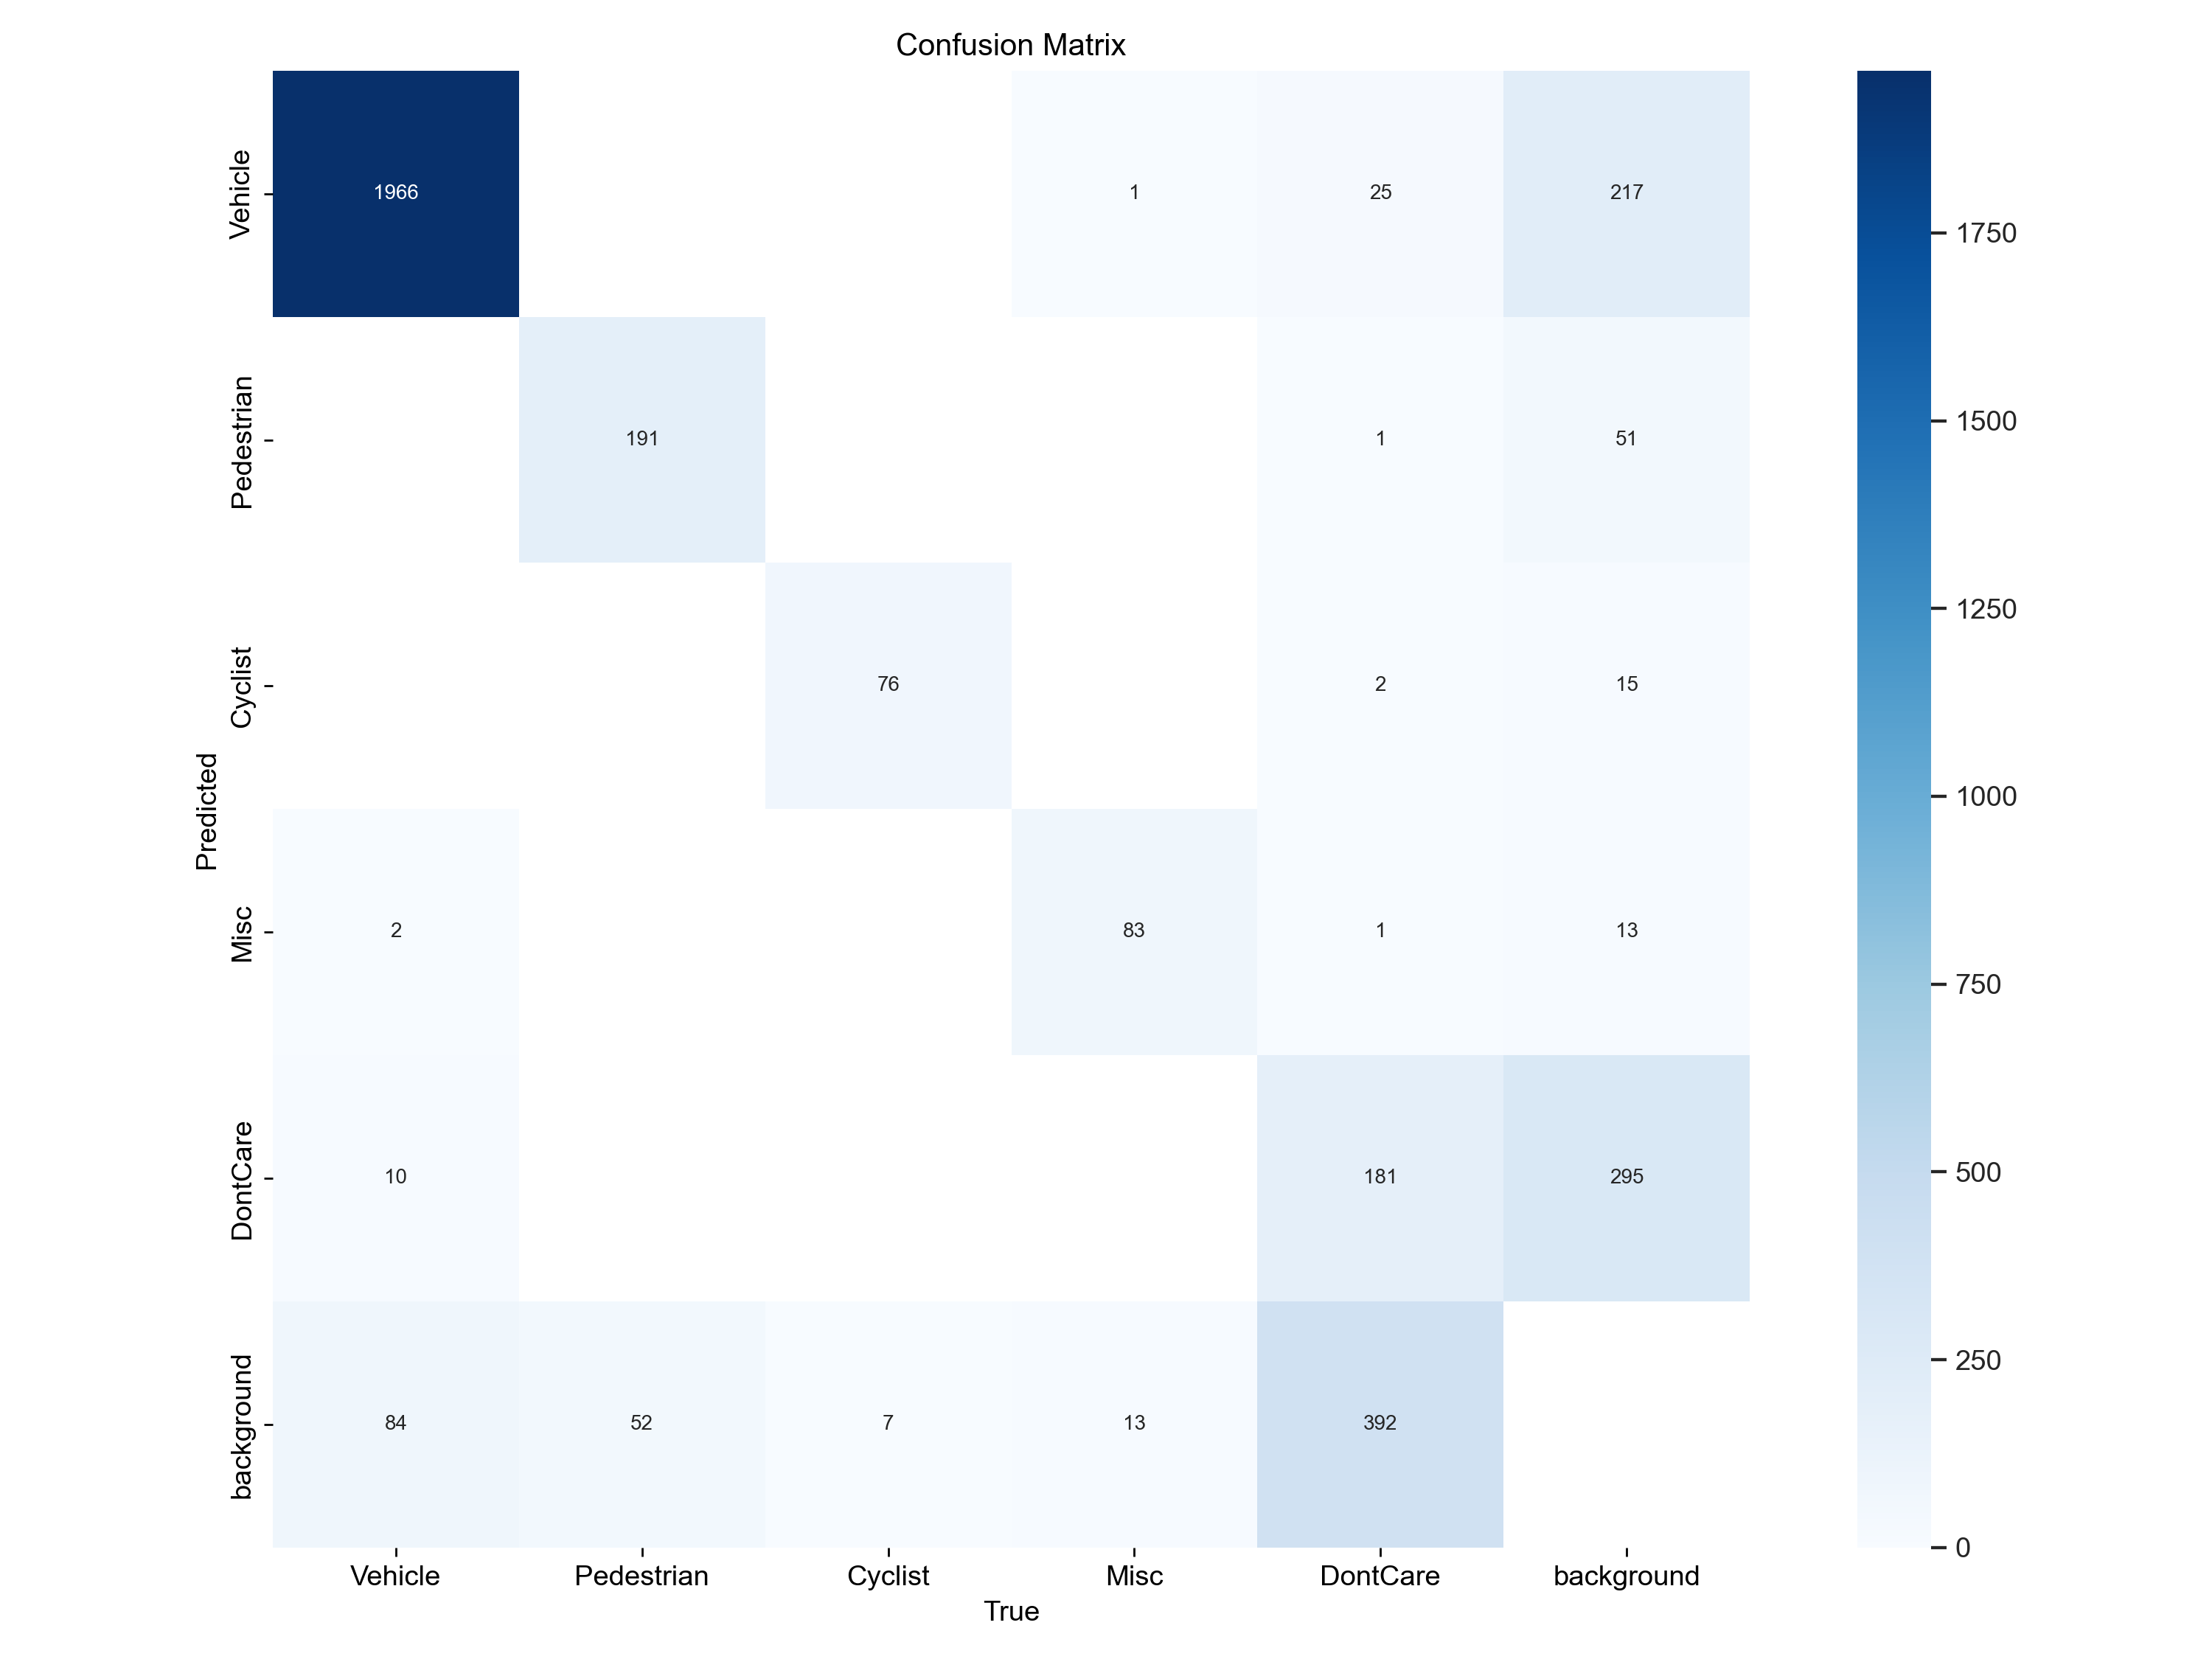 Confusion Matrix
Vehicle
1966
1
25
217
Pedestrian
191
1
51
Cyclist
76
2
15
Predicted
Misc
2
83
1
13
DontCare
10
181
295
background
84
52
7
13
392
Vehicle
Pedestrian
Cyclist
Misc
DontCare
background
True
1750
1500
1250
1000
750
500
250
0